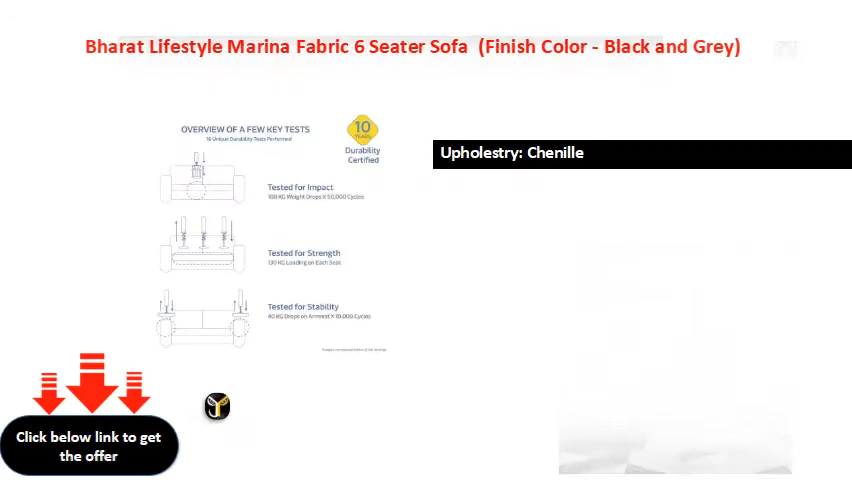 Bharat Lifestyle Marina Fabric 6 Seater Sofa (Finish Color - Black and Grey)
OVERVIEW OF A FEW KEY TESTS
16 Unique Durability Tests Performed
10
YEARS
Durability
Certified
Upholestry: Chenille
Tested for Impact
100 KG Weight Drops X 50,000 Cycles
Tested for Strength
130 KG Loading on Each Seat
Tested for Stability
40 KG Drops on Armrest X 10,000 Cycles
Click below link to get
the offer